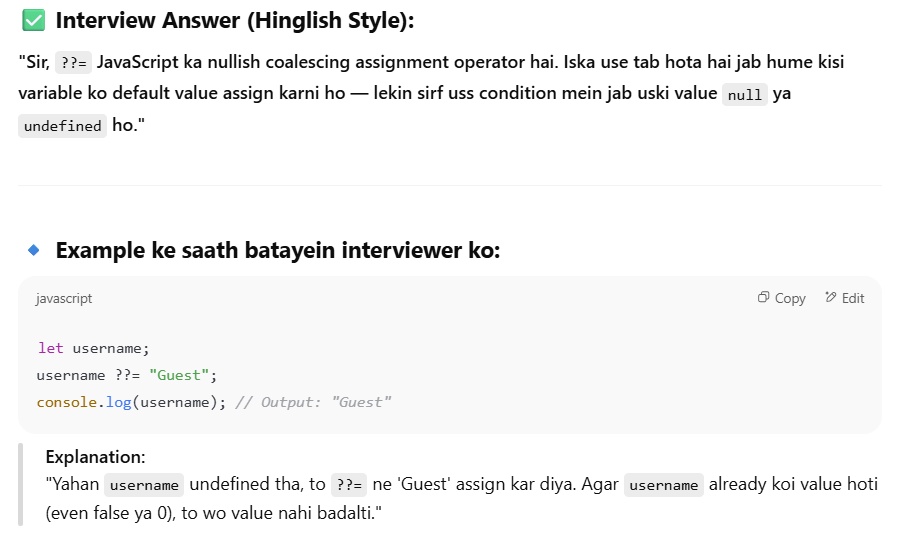 ✅ Interview Answer (Hinglish Style):
"Sir, ??= JavaScript ka nullish coalescing assignment operator hai. Iska use tab hota hai jab hume kisi
variable ko default value assign karni ho — lekin sirf uss condition mein jab uski value null ya
undefined ho."
🔹 Example ke saath batayein interviewer ko:
javascript Copy Edit
let username;
username ??= "Guest";
console.log(username); // Output: "Guest"
Explanation:
"Yahan username undefined tha, to ??= ne 'Guest' assign kar diya. Agar username already koi value hoti
(even false ya 0), to wo value nahi badalti."